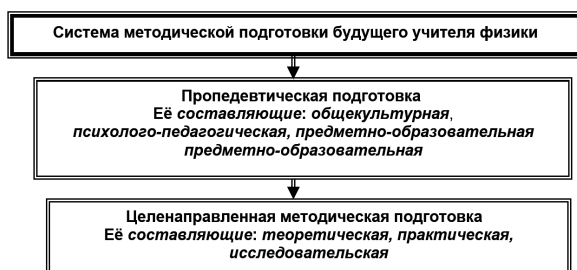 Система методической подготовки будущего учителя физики
Пропедевтическая подготовка
Её составляющие: общекультурная,
психолого-педагогическая, предметно-образовательная
предметно-образовательная
Целенаправленная методическая подготовка
Её составляющие: теоретическая, практическая,
исследовательская